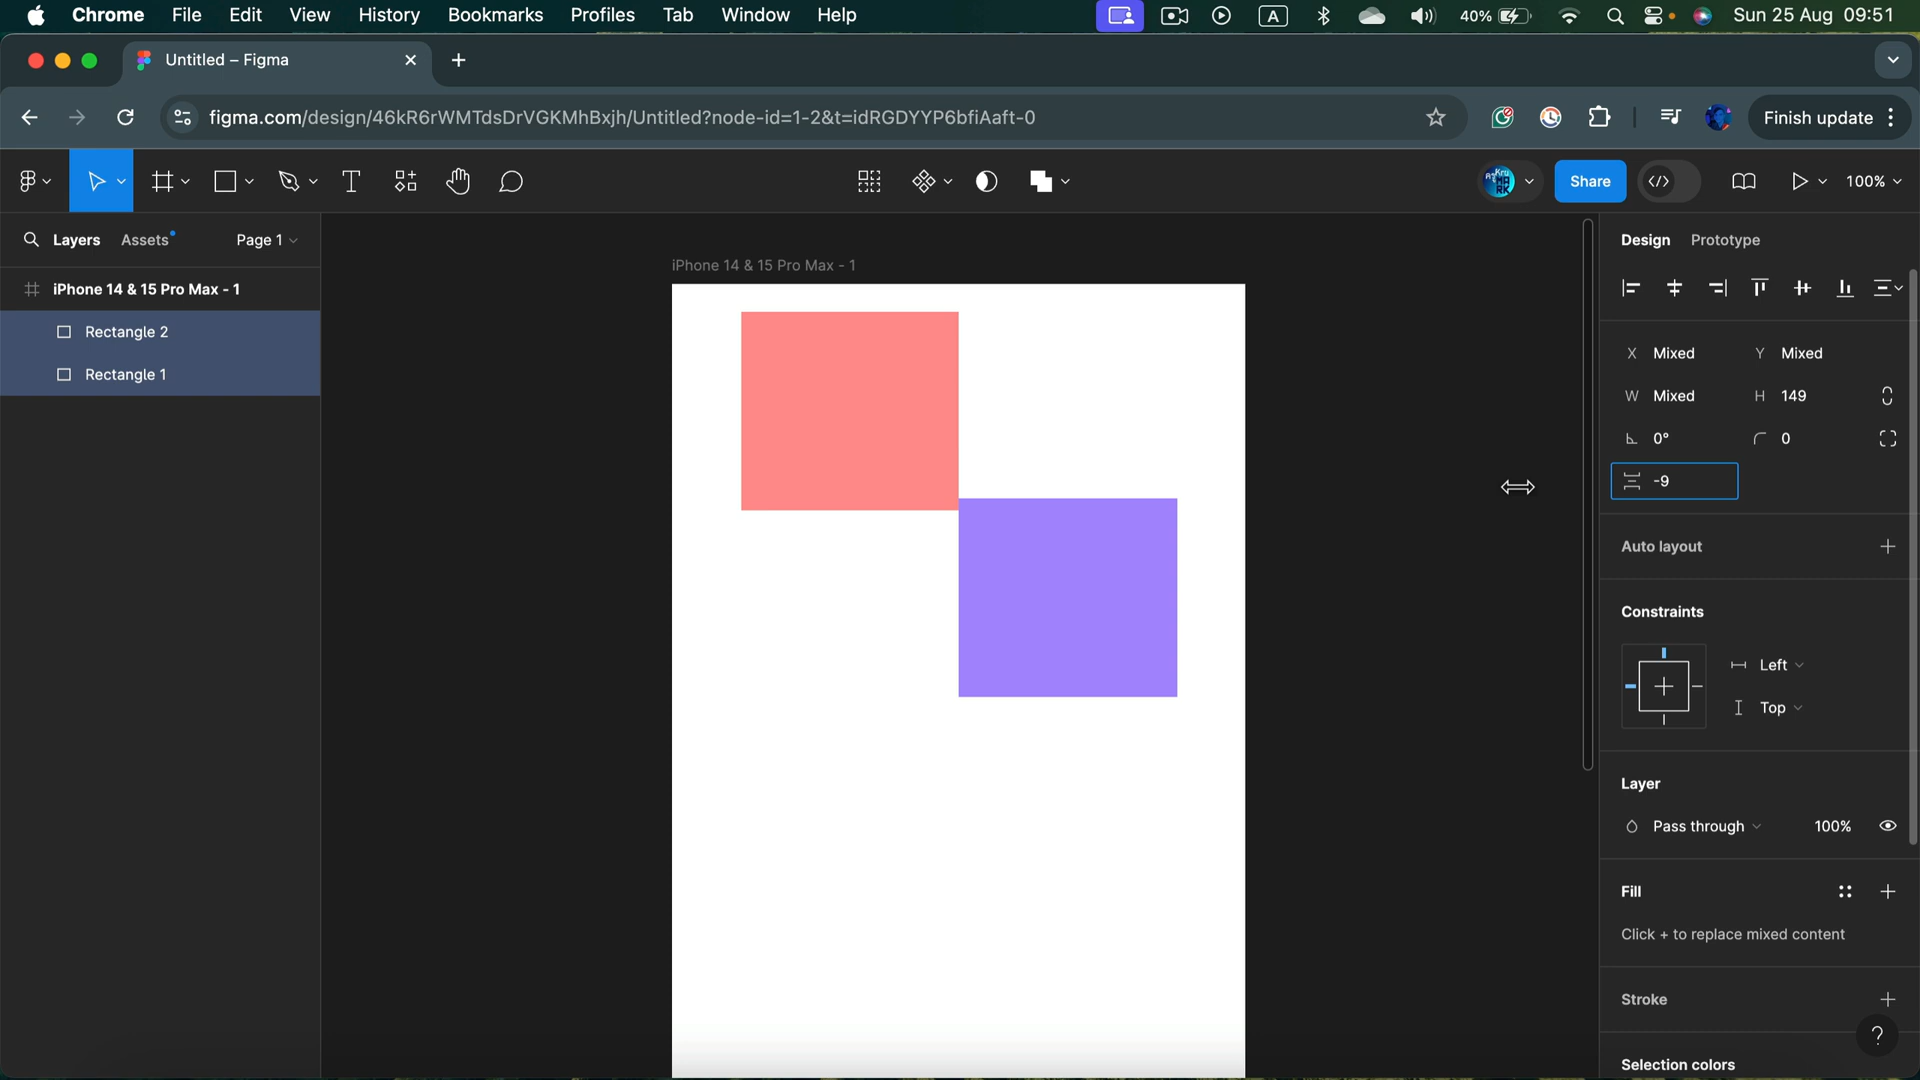 Chrome File Edit View History Bookmarks Profiles Tab Window Help A 40% Sun 25 Aug 09:51
Untitled – Figma
figma.com/design/46kR6rWMTdsDrVGKMhBxjh/Untitled?node-id=1-2&t=idRGDYYP6bfiAaft-0 Finish update
Share 100%
Layers Assets Page 1
iPhone 14 & 15 Pro Max - 1
Rectangle 2
Rectangle 1
iPhone 14 & 15 Pro Max - 1
Design Prototype
X Mixed Y Mixed
W Mixed H 149
0° 0
-9
Auto layout
Constraints
Left
Top
Layer
Pass through 100%
Fill
Click + to replace mixed content
Stroke
?
Selection colors